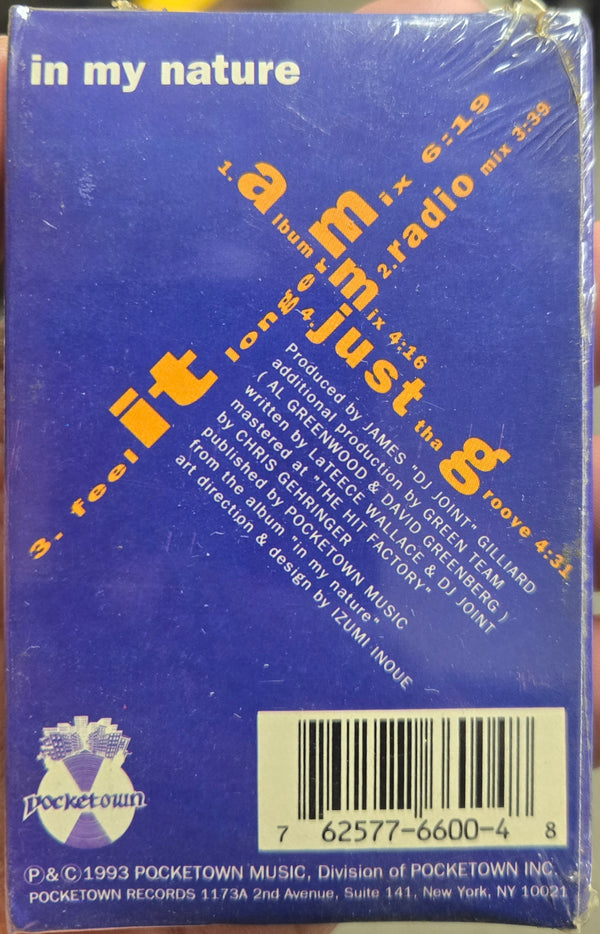 in my nature
1. album mix 4:16
2. radio mix 3:39
3- feel it longer mix 6:19
4. just tha groove 4:31
Produced by JAMES "DJ JOINT" GILLIARD
additional production by GREEN TEAM
( AL GREENWOOD & DAVID GREENBERG )
written by LaTEECE WALLACE & DJ JOINT
mastered at "THE HIT FACTORY"
by CHRIS GEHRINGER
published by POCKETOWN MUSIC
from the album "in my nature"
art direction & design by IZUMI INOUE
Pocketown
7 62577-6600-4 8
℗&©1993 POCKETOWN MUSIC, Division of POCKETOWN INC.
POCKETOWN RECORDS 1173A 2nd Avenue, Suite 141, New York, NY 10021